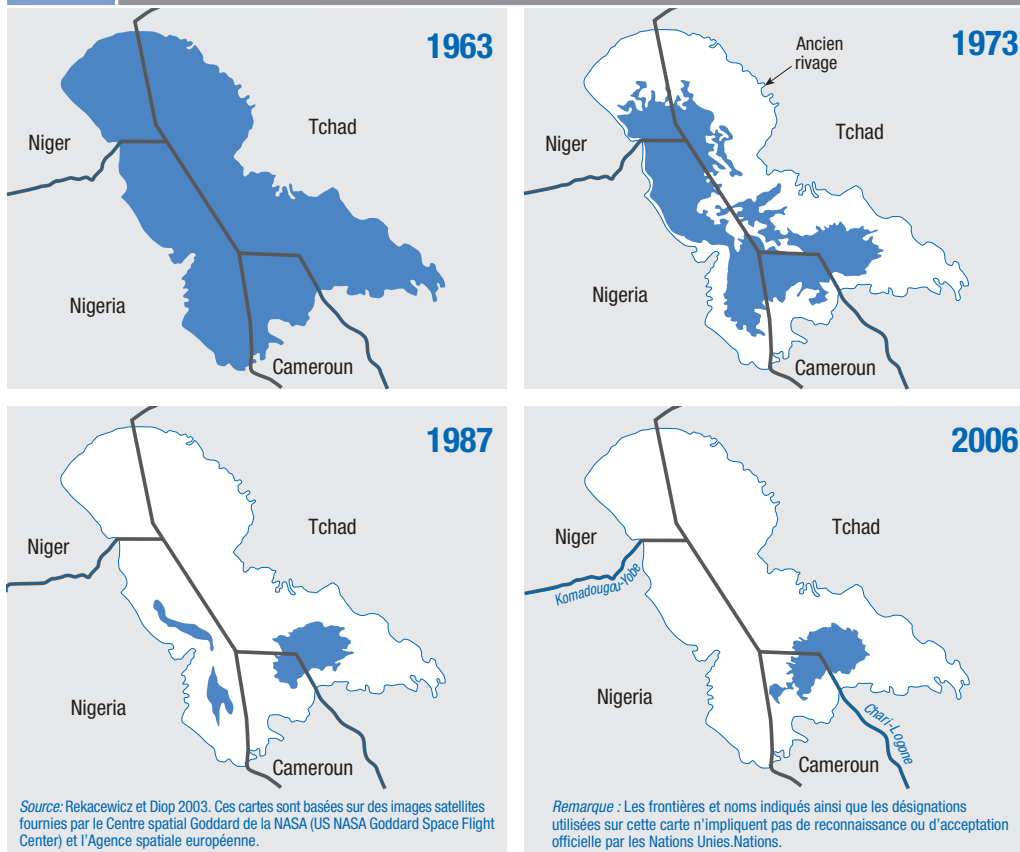 1963
Niger
Tchad
Nigeria
Cameroun
1973
Ancien
rivage
Niger
Tchad
Nigeria
Cameroun
1987
Niger
Tchad
Nigeria
Cameroun
Source: Rekacewicz et Diop 2003. Ces cartes sont basées sur des images satellites
fournies par le Centre spatial Goddard de la NASA (US NASA Goddard Space Flight
Center) et l'Agence spatiale européenne.
2006
Niger
Tchad
Komadougou-Yobe
Nigeria
Chari-Logone
Cameroun
Remarque : Les frontières et noms indiqués ainsi que les désignations
utilisées sur cette carte n'impliquent pas de reconnaissance ou d'acceptation
officielle par les Nations Unies.Nations.